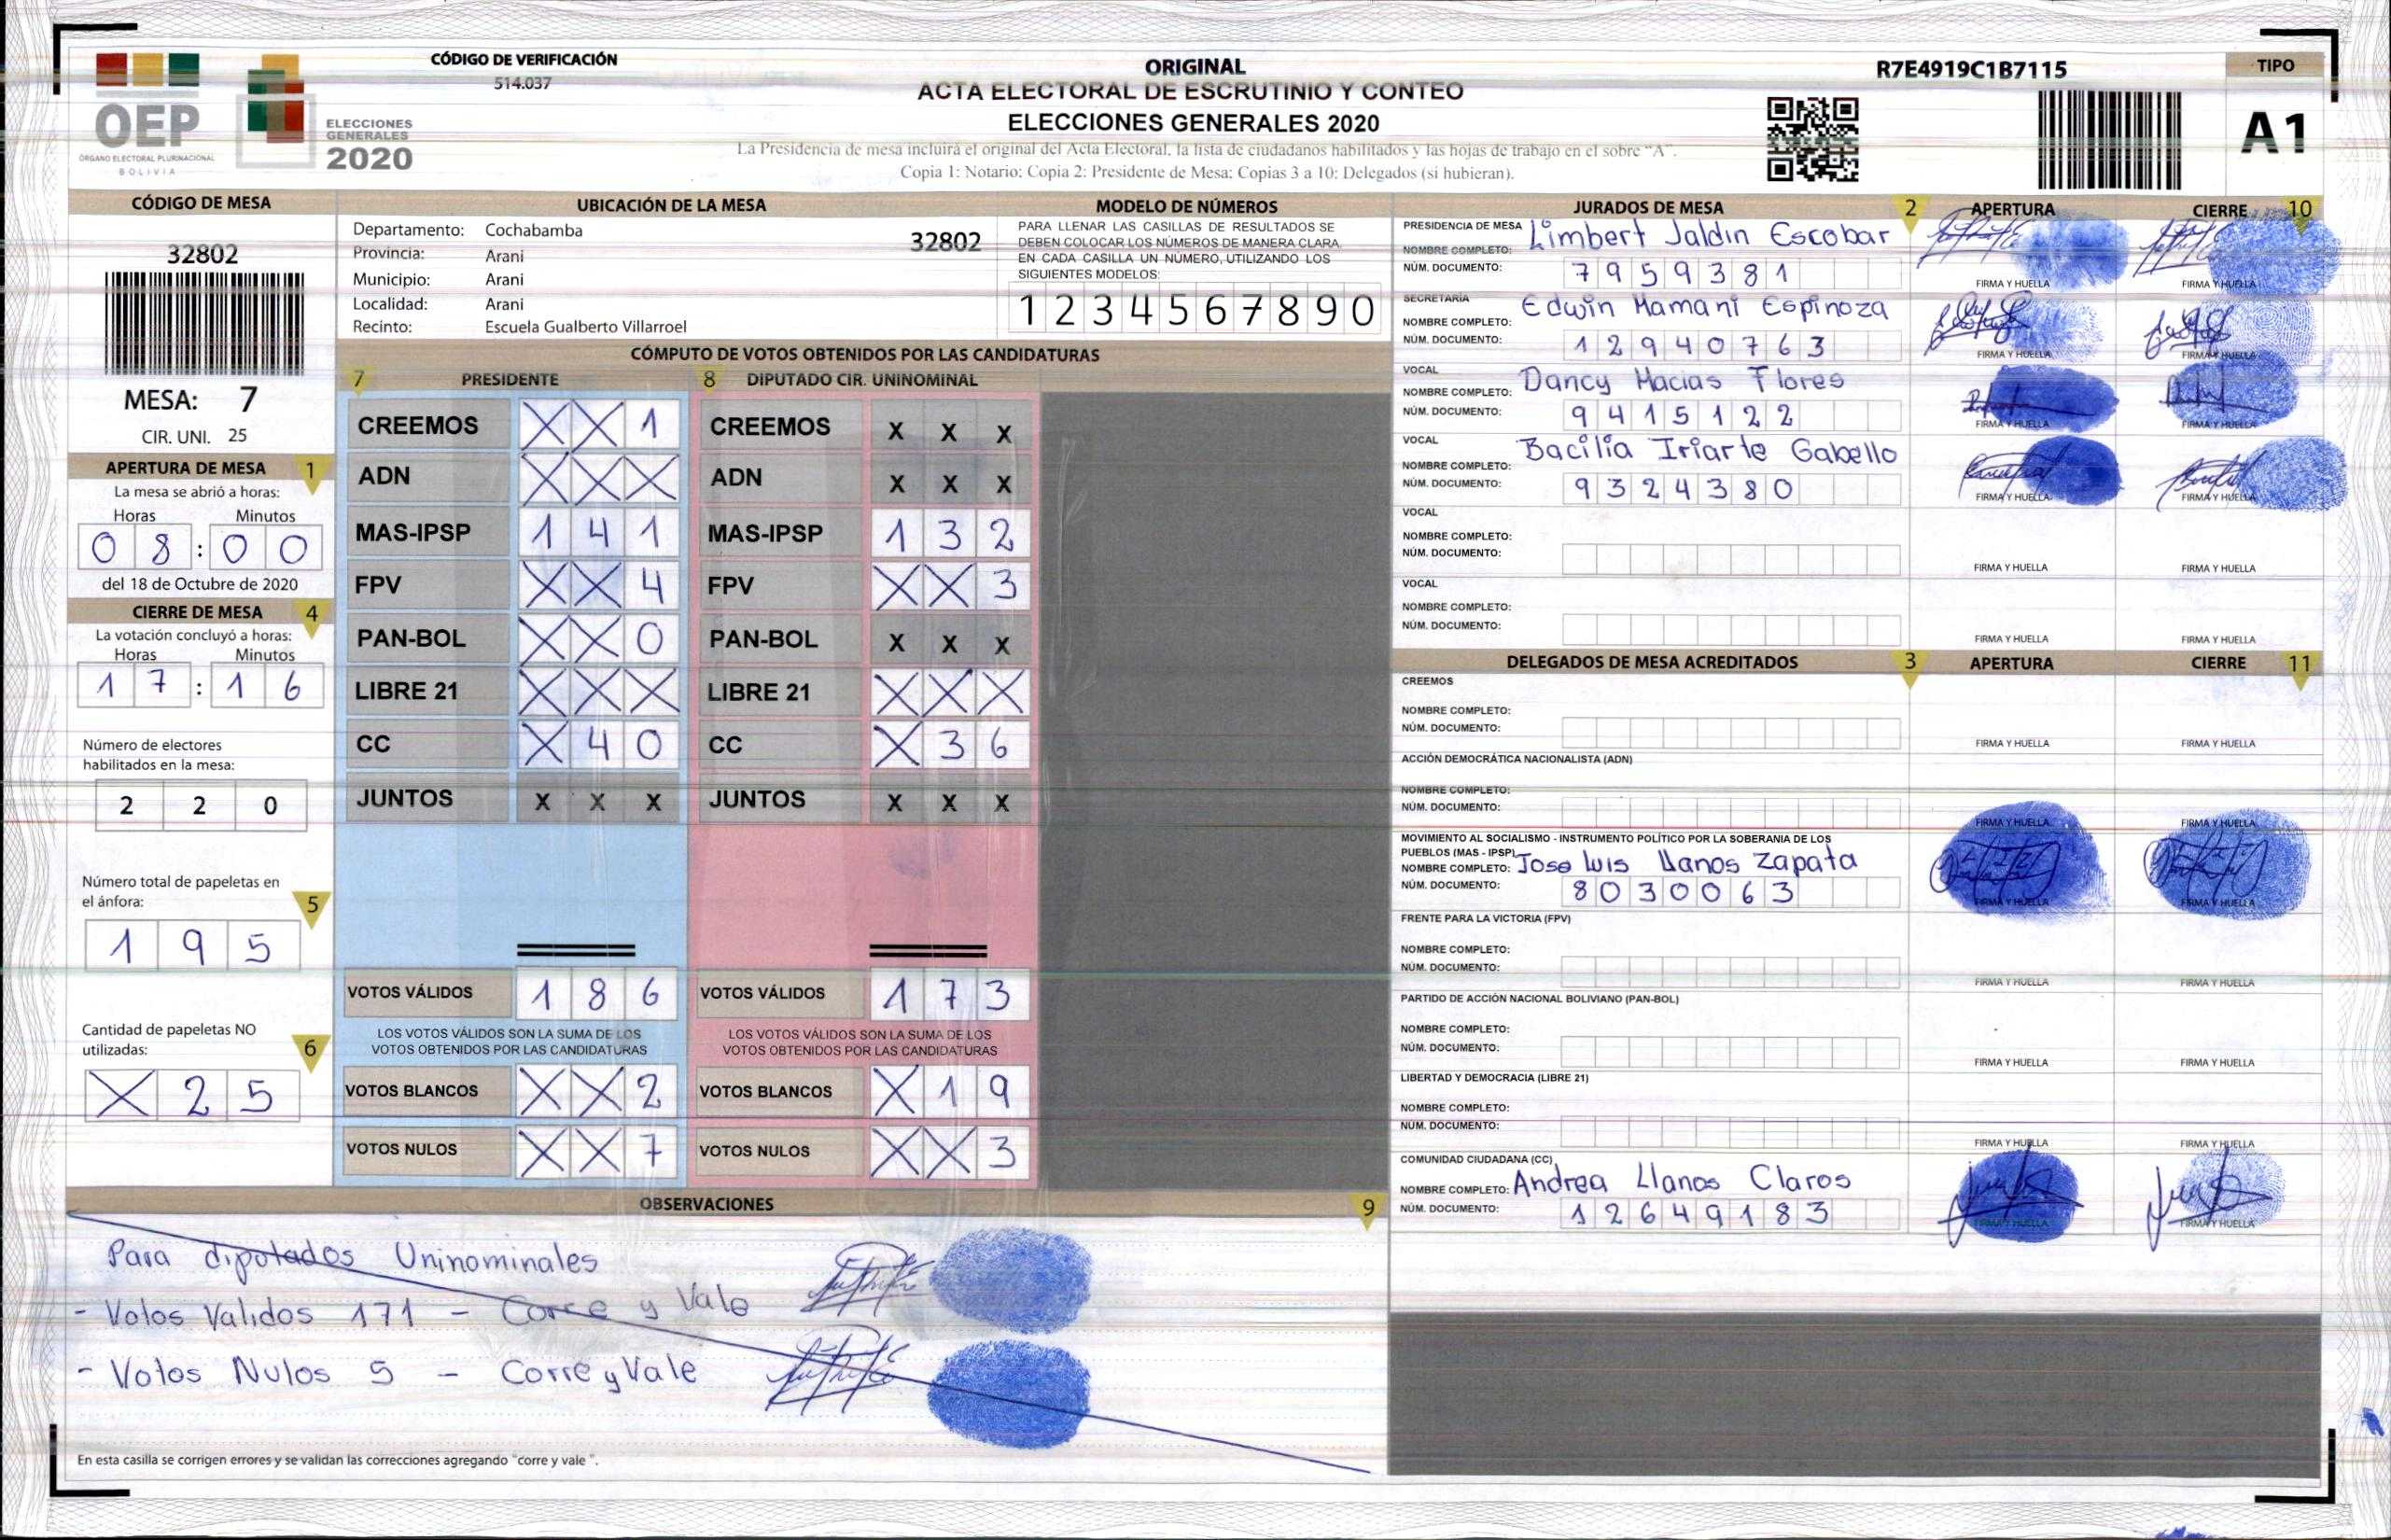 OEP
ÓRGANO ELECTORAL PLURINACIONAL
BOLIVIA
ELECCIONES
GENERALES
2020
CÓDIGO DE VERIFICACIÓN
514.037
ORIGINAL
ACTA ELECTORAL DE ESCRUTINIO Y CONTEO
ELECCIONES GENERALES 2020
La Presidencia de mesa incluirá el original del Acta Electoral, la lista de ciudadanos habilitados y las hojas de trabajo en el sobre "A".
Copia 1: Notario; Copia 2: Presidente de Mesa; Copias 3 a 10: Delegados (si hubieran).
R7E4919C1B7115
TIPO
A1
CÓDIGO DE MESA
32802
MESA: 7
CIR. UNI. 25
APERTURA DE MESA 1
La mesa se abrió a horas:
Horas Minutos
0 8 : 0 0
del 18 de Octubre de 2020
CIERRE DE MESA 4
La votación concluyó a horas:
Horas Minutos
1 7 : 1 6
Número de electores
habilitados en la mesa:
2 2 0
Número total de papeletas en
el ánfora:
5
1 9 5
Cantidad de papeletas NO
utilizadas:
6
X 2 5
UBICACIÓN DE LA MESA
Departamento: Cochabamba
32802
Provincia: Arani
Municipio: Arani
Localidad: Arani
Recinto: Escuela Gualberto Villarroel
MODELO DE NÚMEROS
PARA LLENAR LAS CASILLAS DE RESULTADOS SE
DEBEN COLOCAR LOS NÚMEROS DE MANERA CLARA,
EN CADA CASILLA UN NÚMERO, UTILIZANDO LOS
SIGUIENTES MODELOS:
1 2 3 4 5 6 7 8 9 0
CÓMPUTO DE VOTOS OBTENIDOS POR LAS CANDIDATURAS
7 PRESIDENTE 8 DIPUTADO CIR. UNINOMINAL
CREEMOS X X 1 CREEMOS X X X
ADN X X X ADN X X X
MAS-IPSP 1 4 1 MAS-IPSP 1 3 2
FPV X X 4 FPV X X 3
PAN-BOL X X 0 PAN-BOL X X X
LIBRE 21 X X X LIBRE 21 X X X
CC X 4 0 CC X 3 6
JUNTOS X X X JUNTOS X X X
VOTOS VÁLIDOS 1 8 6 VOTOS VÁLIDOS 1 7 3
LOS VOTOS VÁLIDOS SON LA SUMA DE LOS LOS VOTOS VÁLIDOS SON LA SUMA DE LOS
VOTOS OBTENIDOS POR LAS CANDIDATURAS VOTOS OBTENIDOS POR LAS CANDIDATURAS
VOTOS BLANCOS X X 2 VOTOS BLANCOS X 1 9
VOTOS NULOS X X 7 VOTOS NULOS X X 3
OBSERVACIONES 9
Para diputados Uninominales
- Votos Validos 171 - Corre y Vale
- Votos Nulos 5 - Corre y Vale
En esta casilla se corrigen errores y se validan las correcciones agregando "corre y vale ".
JURADOS DE MESA 2 APERTURA CIERRE 10
PRESIDENCIA DE MESA
NOMBRE COMPLETO: Limbert Jaldin Escobar
NÚM. DOCUMENTO: 7 9 5 9 3 8 1
FIRMA Y HUELLA FIRMA Y HUELLA
SECRETARÍA
NOMBRE COMPLETO: Edwin Mamani Espinoza
NÚM. DOCUMENTO: 1 2 9 4 0 7 6 3
FIRMA Y HUELLA FIRMA Y HUELLA
VOCAL
NOMBRE COMPLETO: Dancy Macias Flores
NÚM. DOCUMENTO: 9 4 1 5 1 2 2
FIRMA Y HUELLA FIRMA Y HUELLA
VOCAL
NOMBRE COMPLETO: Bacilia Iriarte Gabello
NÚM. DOCUMENTO: 9 3 2 4 3 8 0
FIRMA Y HUELLA FIRMA Y HUELLA
VOCAL
NOMBRE COMPLETO:
NÚM. DOCUMENTO:
FIRMA Y HUELLA FIRMA Y HUELLA
VOCAL
NOMBRE COMPLETO:
NÚM. DOCUMENTO:
FIRMA Y HUELLA FIRMA Y HUELLA
DELEGADOS DE MESA ACREDITADOS 3 APERTURA CIERRE 11
CREEMOS
NOMBRE COMPLETO:
NÚM. DOCUMENTO:
FIRMA Y HUELLA FIRMA Y HUELLA
ACCIÓN DEMOCRÁTICA NACIONALISTA (ADN)
NOMBRE COMPLETO:
NÚM. DOCUMENTO:
FIRMA Y HUELLA FIRMA Y HUELLA
MOVIMIENTO AL SOCIALISMO - INSTRUMENTO POLÍTICO POR LA SOBERANIA DE LOS
PUEBLOS (MAS - IPSP)
NOMBRE COMPLETO: Jose Luis Llanos Zapata
NÚM. DOCUMENTO: 8 0 3 0 0 6 3
FIRMA Y HUELLA FIRMA Y HUELLA
FRENTE PARA LA VICTORIA (FPV)
NOMBRE COMPLETO:
NÚM. DOCUMENTO:
FIRMA Y HUELLA FIRMA Y HUELLA
PARTIDO DE ACCIÓN NACIONAL BOLIVIANO (PAN-BOL)
NOMBRE COMPLETO:
NÚM. DOCUMENTO:
FIRMA Y HUELLA FIRMA Y HUELLA
LIBERTAD Y DEMOCRACIA (LIBRE 21)
NOMBRE COMPLETO:
NÚM. DOCUMENTO:
FIRMA Y HUELLA FIRMA Y HUELLA
COMUNIDAD CIUDADANA (CC)
NOMBRE COMPLETO: Andrea Llanos Claros
NÚM. DOCUMENTO: 1 2 6 4 9 1 8 3
FIRMA Y HUELLA FIRMA Y HUELLA